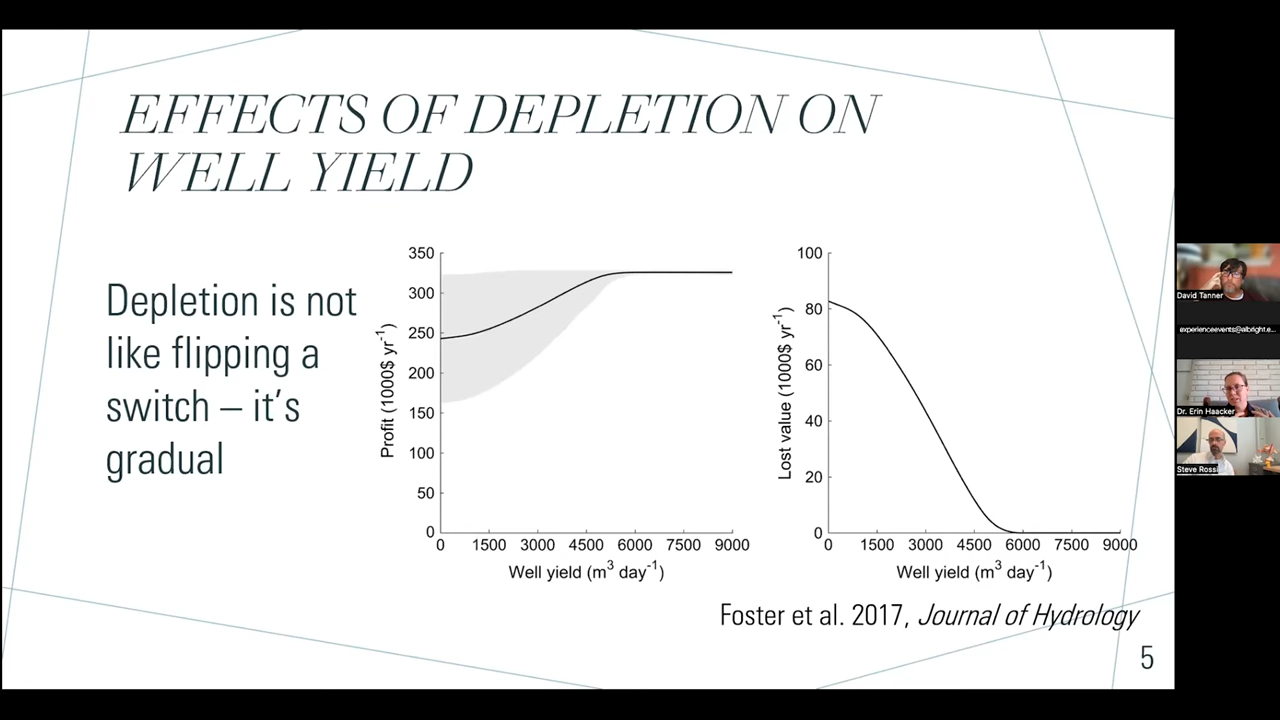 EFFECTS OF DEPLETION ON
WELL YIELD
Depletion is not
like flipping a
switch – it's
gradual
350
300
250
200
150
100
50
0
Profit (1000$ yr⁻¹)
0 1500 3000 4500 6000 7500 9000
Well yield (m³ day⁻¹)
100
80
60
40
20
0
Lost value (1000$ yr⁻¹)
0 1500 3000 4500 6000 7500 9000
Well yield (m³ day⁻¹)
Foster et al. 2017, Journal of Hydrology
5
David Tanner
experienceevents@albright.e...
Dr. Erin Haacker
Steve Rossi